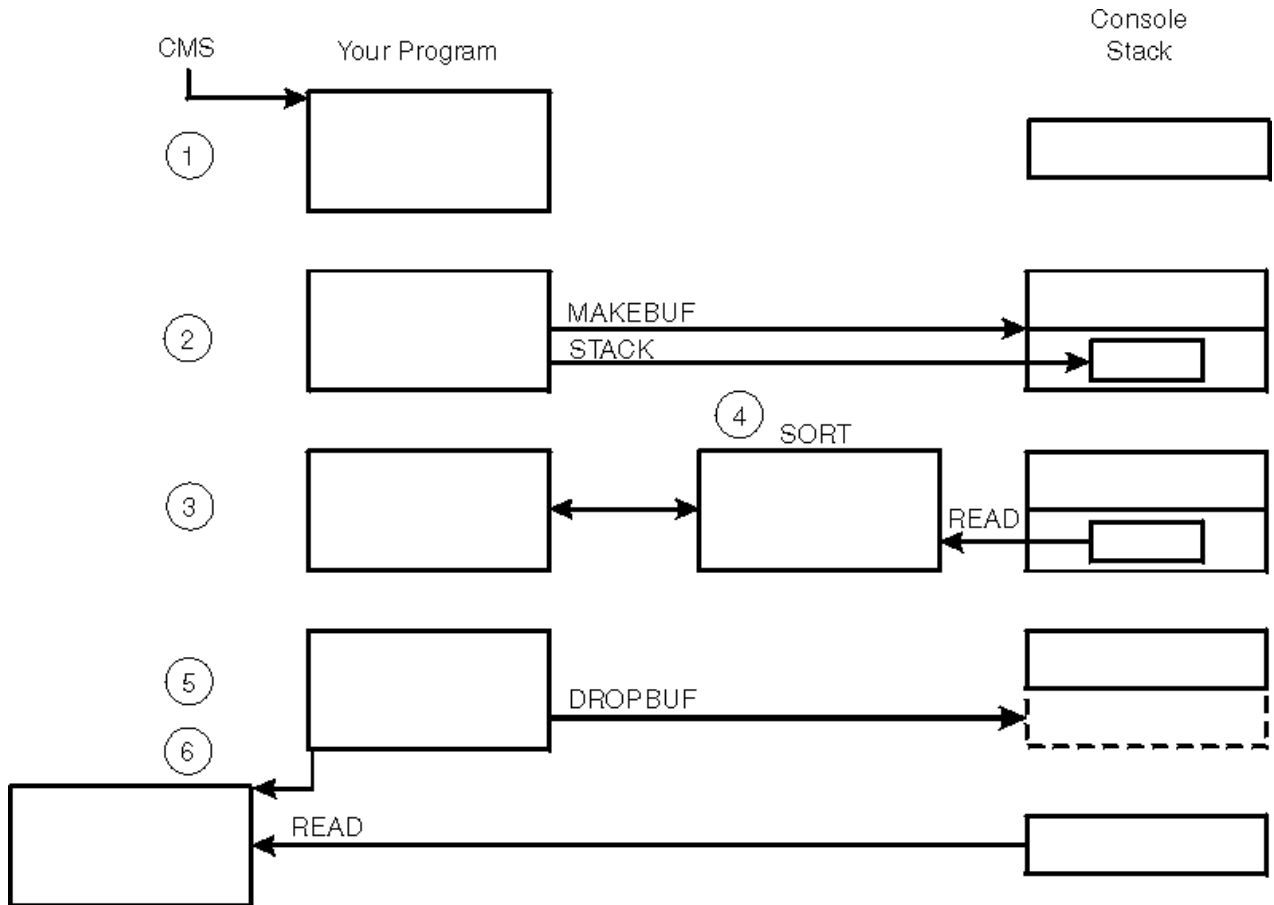 CMS
Your Program
Console
Stack
1
2
MAKEBUF
STACK
4
SORT
3
READ
5
DROPBUF
6
READ